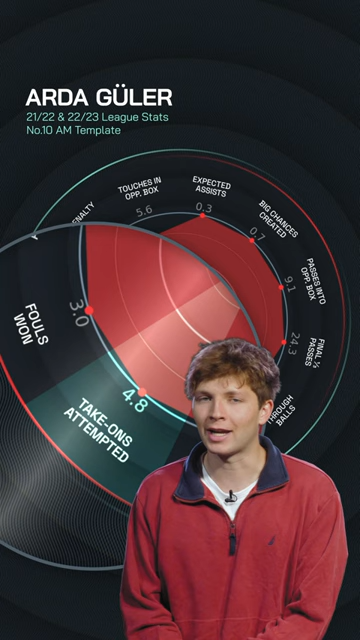 ARDA GÜLER
21/22 & 22/23 League Stats
No.10 AM Template
TOUCHES IN
OPP. BOX
5.6
EXPECTED
ASSISTS
0.3
BIG CHANCES
CREATED
0.7
PASSES INTO
OPP. BOX
9.1
FINAL ⅓
PASSES
24.3
BALLS
FOULS
WON
3.0
TAKE-ONS
ATTEMPTED
4.8